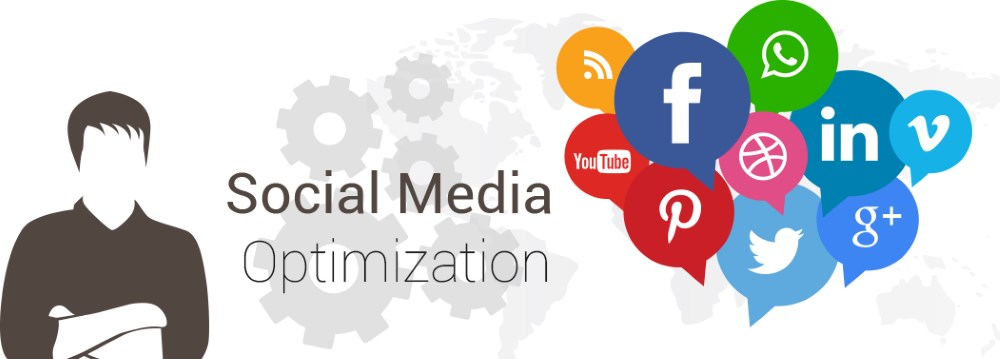 Social Media
Optimization
f
YouTube
in
v
g+